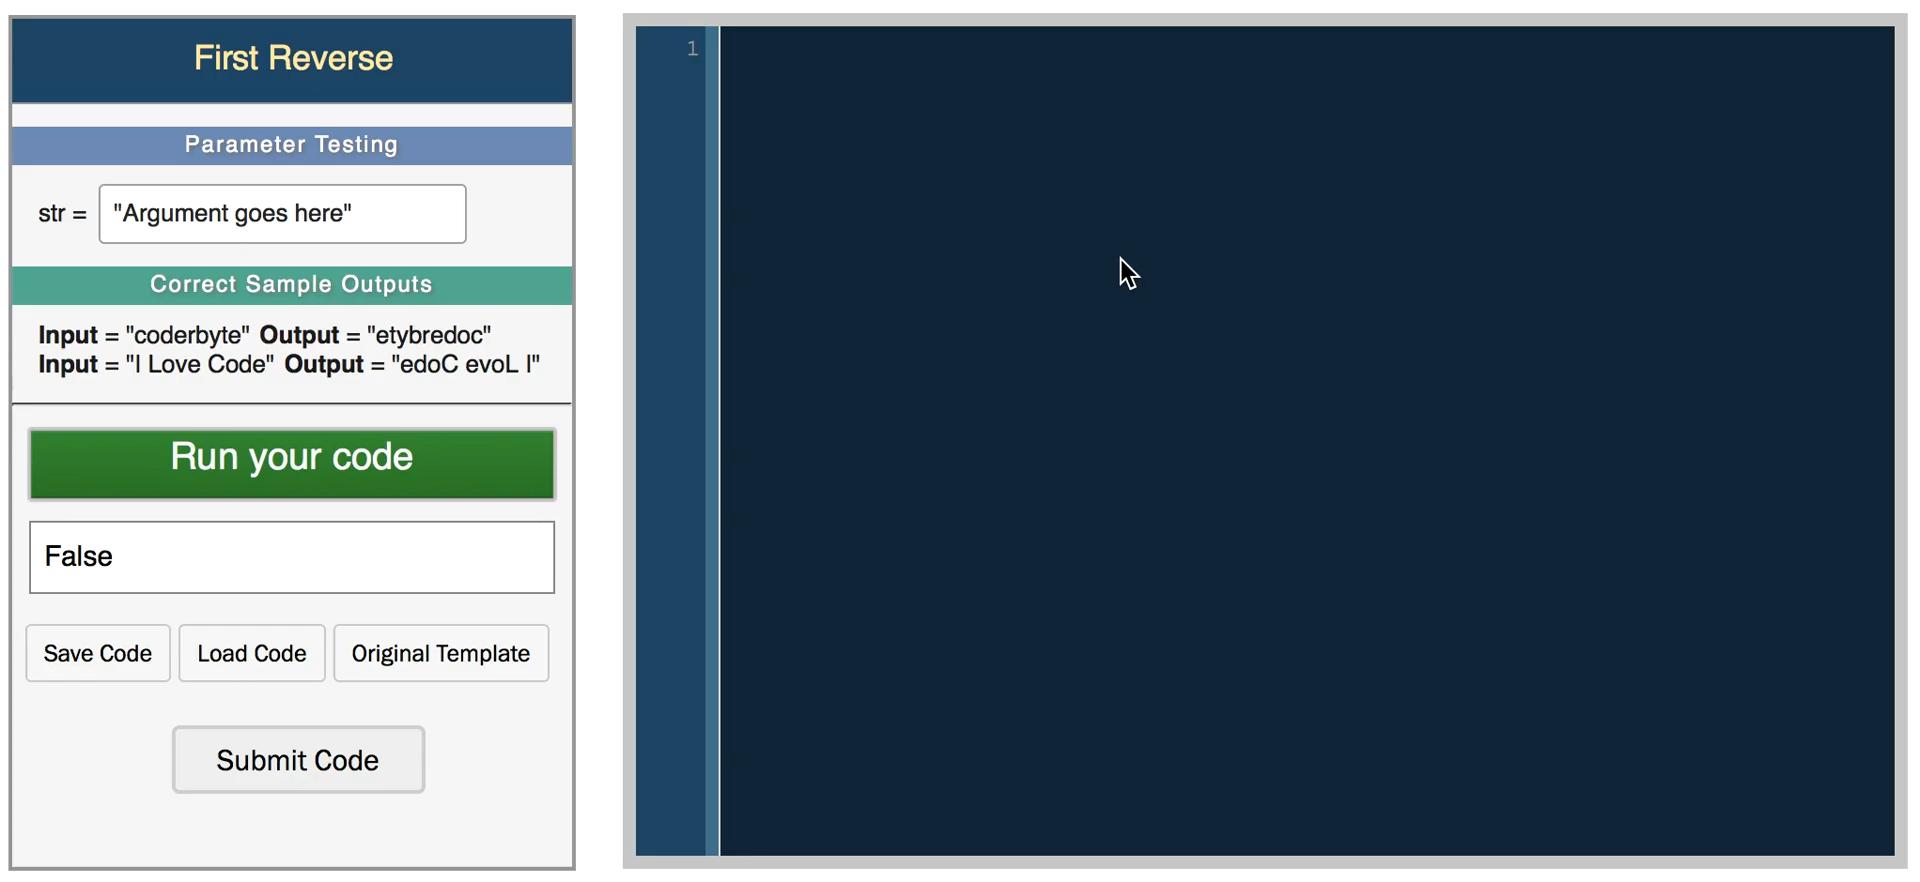 First Reverse
Parameter Testing
str = "Argument goes here"
Correct Sample Outputs
Input = "coderbyte" Output = "etybredoc"
Input = "I Love Code" Output = "edoC evoL I"
Run your code
False
Save Code Load Code Original Template
Submit Code
1